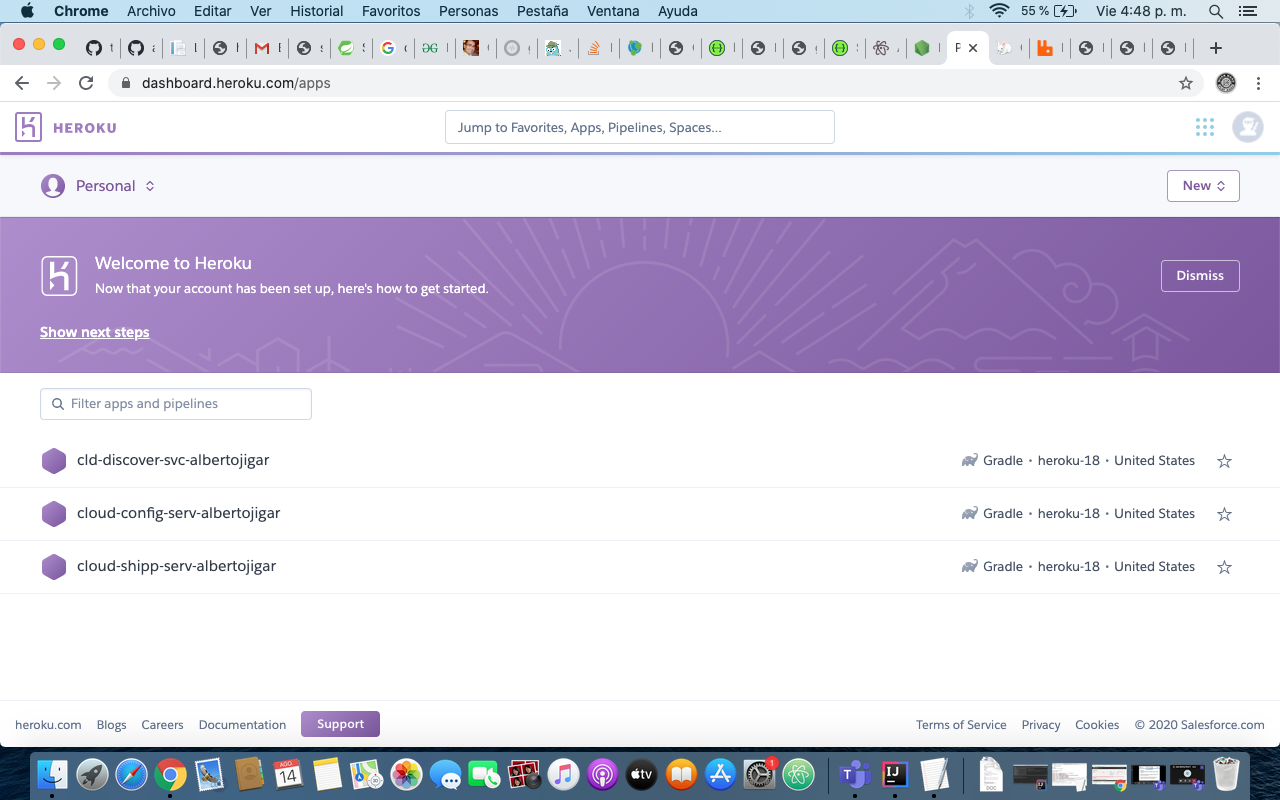 Chrome Archivo Editar Ver Historial Favoritos Personas Pestaña Ventana Ayuda 55 % Vie 4:48 p. m.
dashboard.heroku.com/apps
HEROKU Jump to Favorites, Apps, Pipelines, Spaces...
Personal New
Welcome to Heroku
Now that your account has been set up, here's how to get started.
Dismiss
Show next steps
Filter apps and pipelines
cld-discover-svc-albertojigar Gradle • heroku-18 • United States
cloud-config-serv-albertojigar Gradle • heroku-18 • United States
cloud-shipp-serv-albertojigar Gradle • heroku-18 • United States
heroku.com Blogs Careers Documentation Support Terms of Service Privacy Cookies © 2020 Salesforce.com
AGO
14
tv
1
T
IJ
DOC